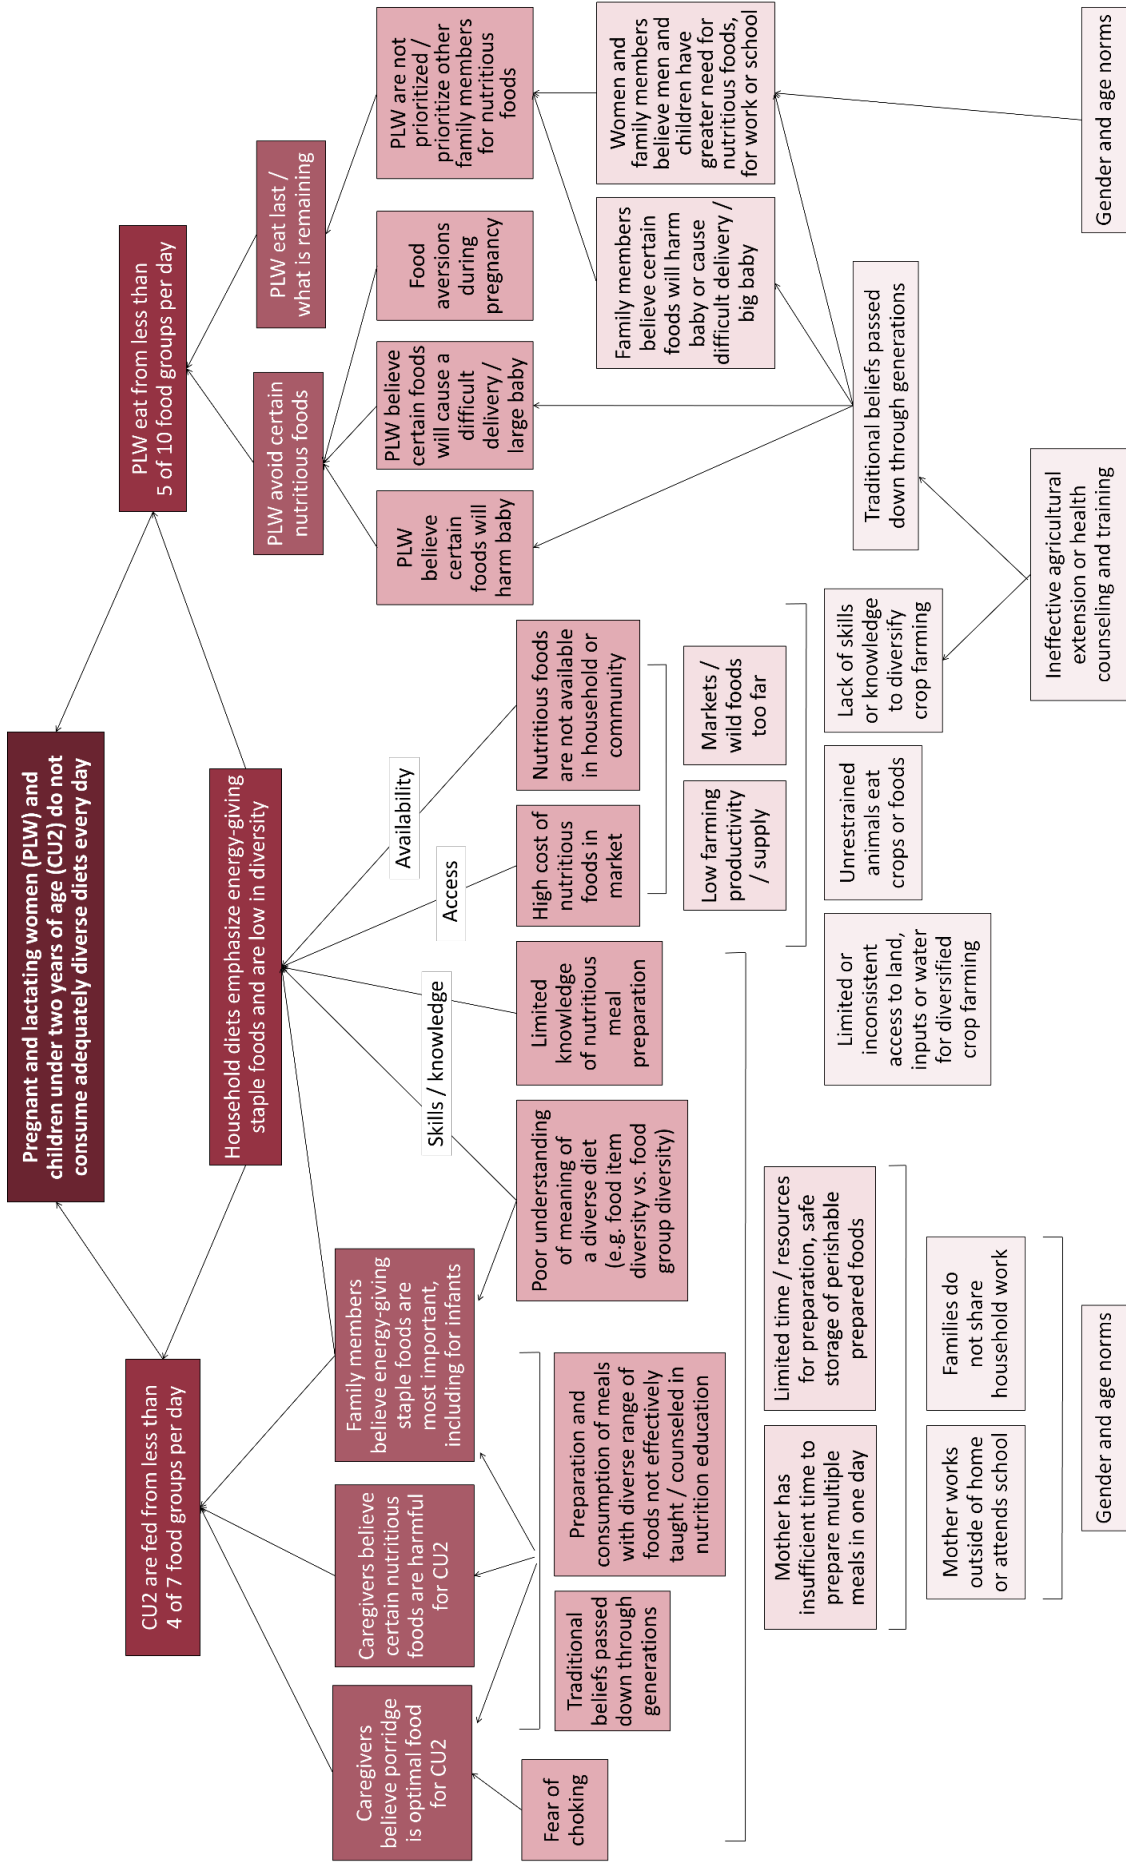 Pregnant and lactating women (PLW) and
children under two years of age (CU2) do not
consume adequately diverse diets every day
CU2 are fed from less than
4 of 7 food groups per day
PLW eat from less than
5 of 10 food groups per day
Household diets emphasize energy-giving
staple foods and are low in diversity
PLW avoid certain
nutritious foods
PLW eat last /
what is remaining
Caregivers
believe porridge
is optimal food
for CU2
Caregivers believe
certain nutritious
foods are harmful
for CU2
Family members
believe energy-giving
staple foods are
most important,
including for infants
Skills / knowledge
Access
Availability
PLW
believe
certain
foods will
harm baby
PLW believe
certain foods
will cause a
difficult
delivery /
large baby
Food
aversions
during
pregnancy
PLW are not
prioritized /
prioritize other
family members
for nutritious
foods
Fear of
choking
Traditional
beliefs passed
down through
generations
Preparation and
consumption of meals
with diverse range of
foods not effectively
taught / counseled in
nutrition education
Poor understanding
of meaning of
a diverse diet
(e.g. food item
diversity vs. food
group diversity)
Limited
knowledge
of nutritious
meal
preparation
High cost of
nutritious
foods in
market
Nutritious foods
are not available
in household or
community
Family members
believe certain
foods will harm
baby or cause
difficult delivery /
big baby
Women and
family members
believe men and
children have
greater need for
nutritious foods,
for work or school
Low farming
productivity
/ supply
Markets /
wild foods
too far
Mother has
insufficient time to
prepare multiple
meals in one day
Limited time / resources
for preparation, safe
storage of perishable
prepared foods
Limited or
inconsistent
access to land,
inputs or water
for diversified
crop farming
Unrestrained
animals eat
crops or foods
Lack of skills
or knowledge
to diversify
crop farming
Traditional beliefs passed
down through generations
Mother works
outside of home
or attends school
Families do
not share
household work
Ineffective agricultural
extension or health
counseling and training
Gender and age norms
Gender and age norms